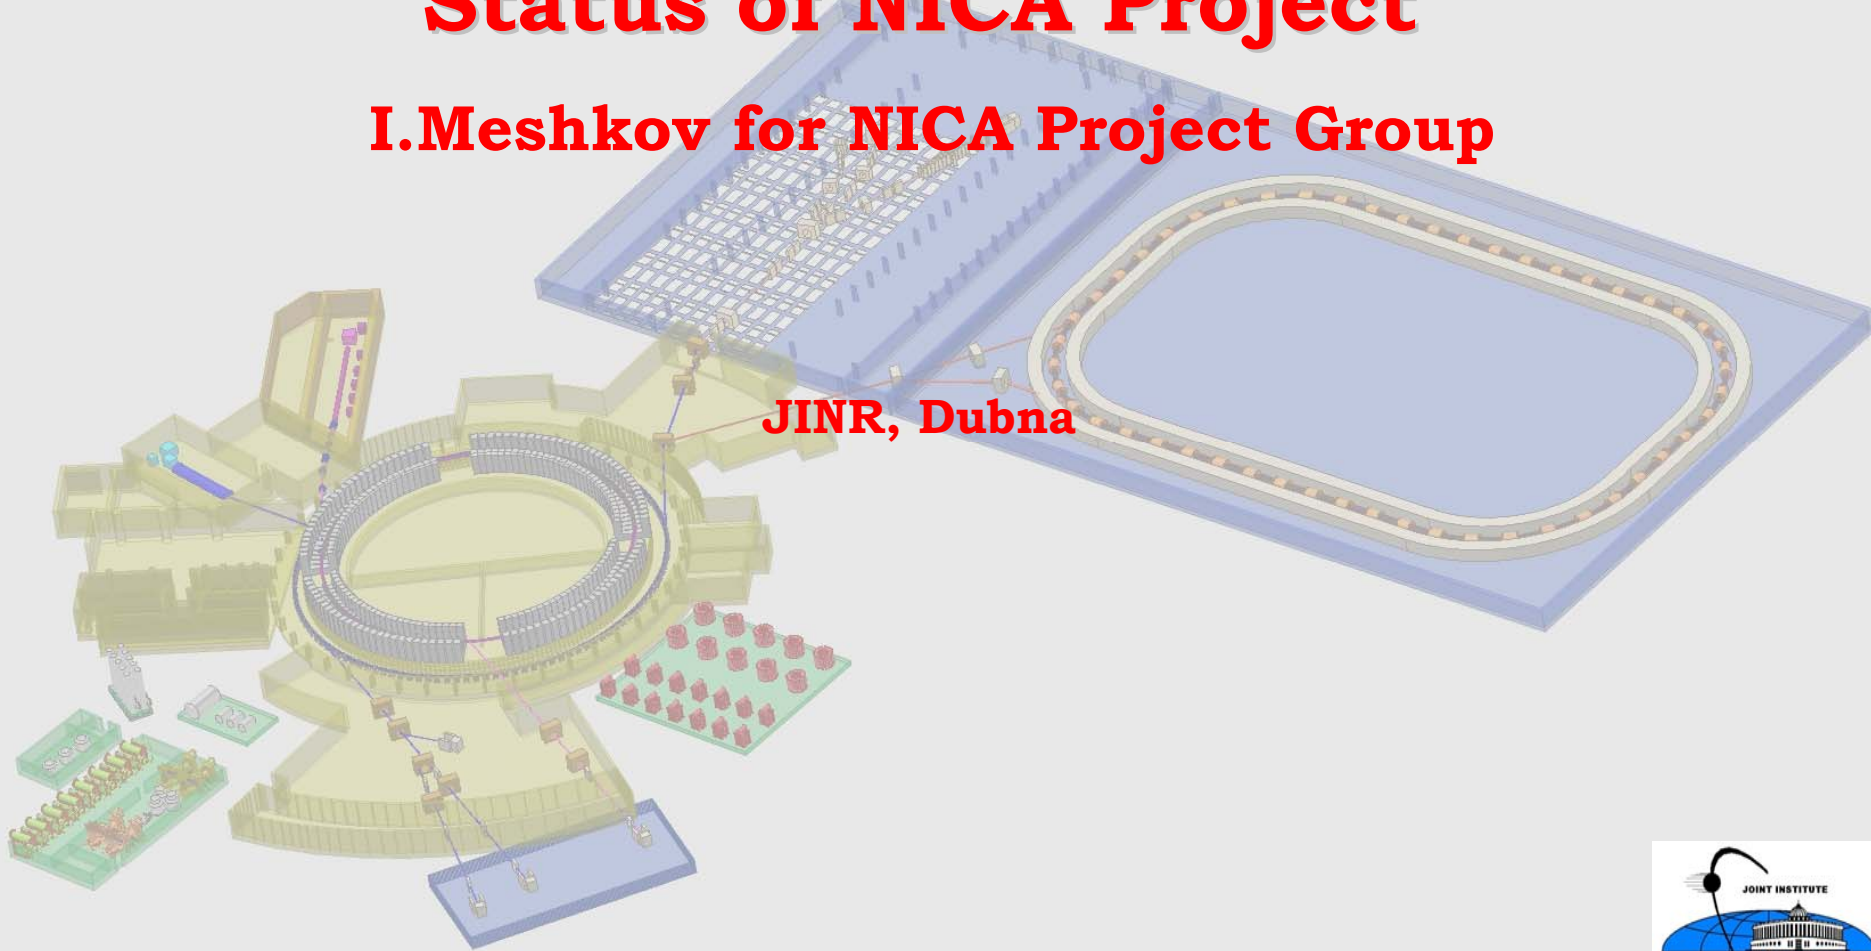 Status of NICA Project
I.Meshkov for NICA Project Group
JINR, Dubna
JOINT INSTITUTE